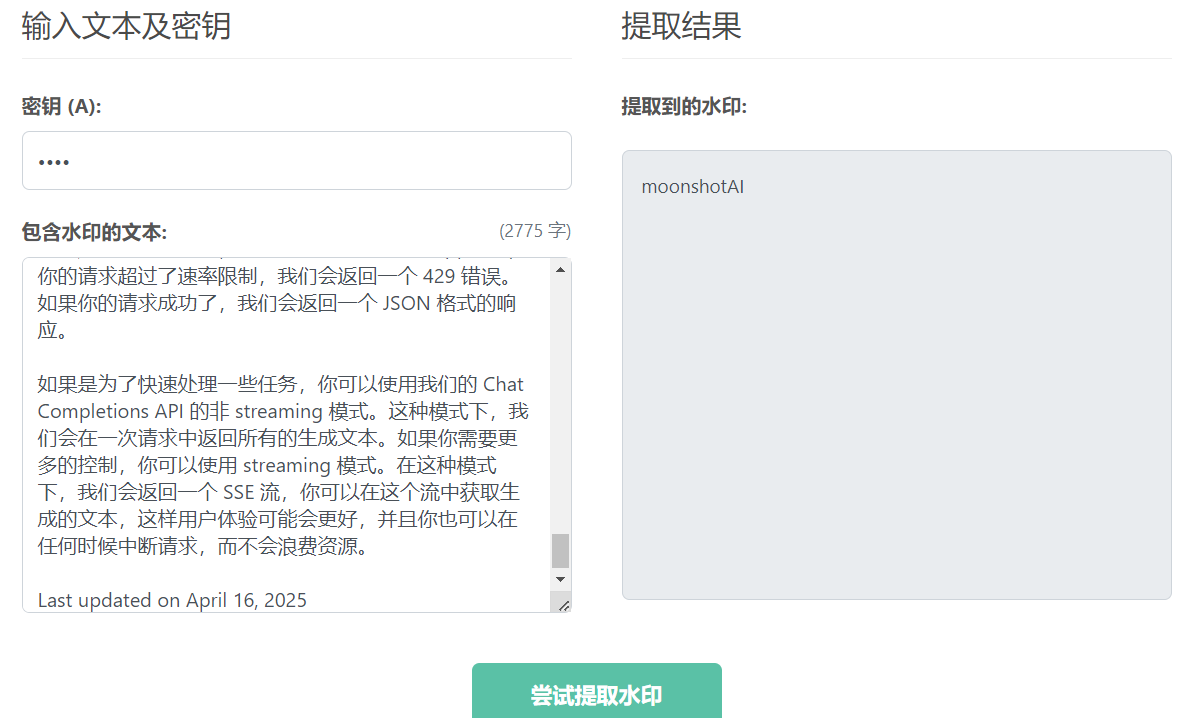 输入文本及密钥
密钥 (A):
••••
包含水印的文本:
(2775 字)
你的请求超过了速率限制，我们会返回一个 429 错误。
如果你的请求成功了，我们会返回一个 JSON 格式的响
应。
如果是为了快速处理一些任务，你可以使用我们的 Chat
Completions API 的非 streaming 模式。这种模式下，我
们会在一次请求中返回所有的生成文本。如果你需要更
多的控制，你可以使用 streaming 模式。在这种模式
下，我们会返回一个 SSE 流，你可以在这个流中获取生
成的文本，这样用户体验可能会更好，并且你也可以在
任何时候中断请求，而不会浪费资源。
Last updated on April 16, 2025
提取结果
提取到的水印:
moonshotAI
尝试提取水印